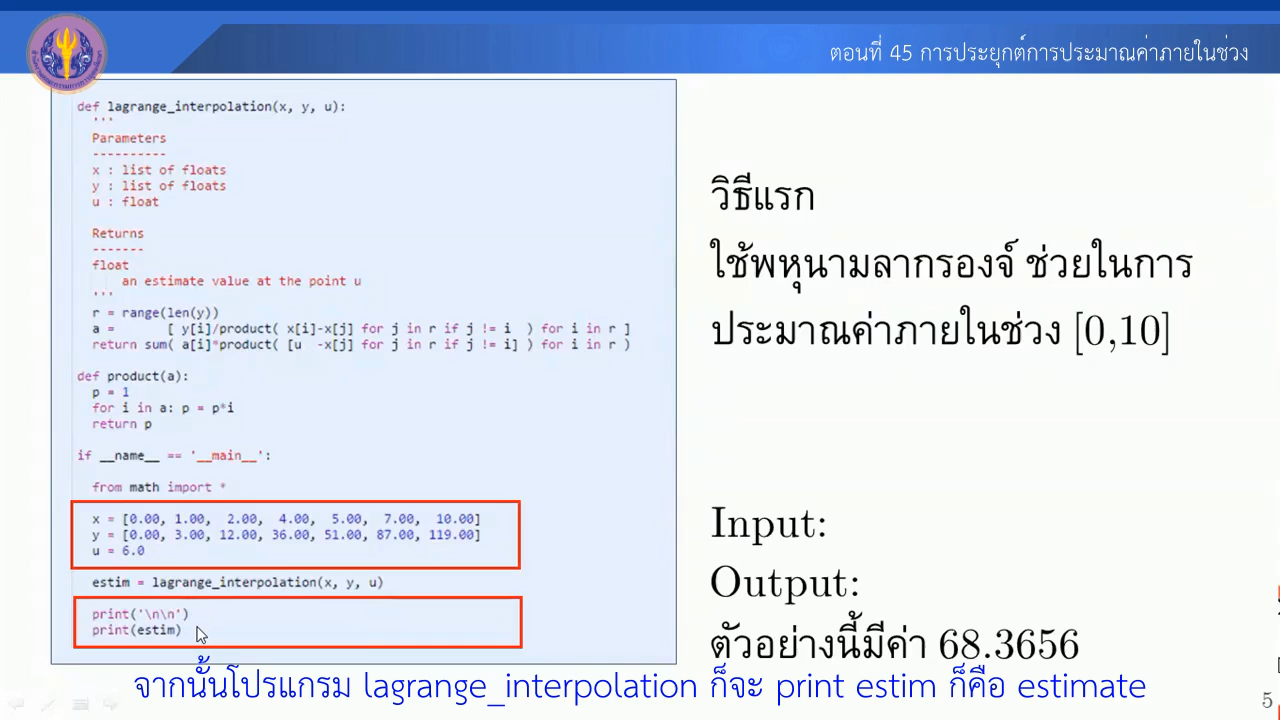 ตอนที่ 45 การประยุกต์การประมาณค่าภายในช่วง
def lagrange_interpolation(x, y, u):
'''
Parameters
----------
x : list of floats
y : list of floats
u : float
Returns
-------
float
an estimate value at the point u
'''
r = range(len(y))
a = [ y[i]/product( x[i]-x[j] for j in r if j != i ) for i in r ]
return sum( a[i]*product( [u -x[j] for j in r if j != i] ) for i in r )
def product(a):
p = 1
for i in a: p = p*i
return p
if __name__ == '__main__':
from math import *
x = [0.00, 1.00, 2.00, 4.00, 5.00, 7.00, 10.00]
y = [0.00, 3.00, 12.00, 36.00, 51.00, 87.00, 119.00]
u = 6.0
estim = lagrange_interpolation(x, y, u)
print('\n\n')
print(estim)
วิธีแรก
ใช้พหุนามลากรองจ์ ช่วยในการ
ประมาณค่าภายในช่วง [0,10]
Input:
Output:
ตัวอย่างนี้มีค่า 68.3656
จากนั้นโปรแกรม lagrange_interpolation ก็จะ print estim ก็คือ estimate
5